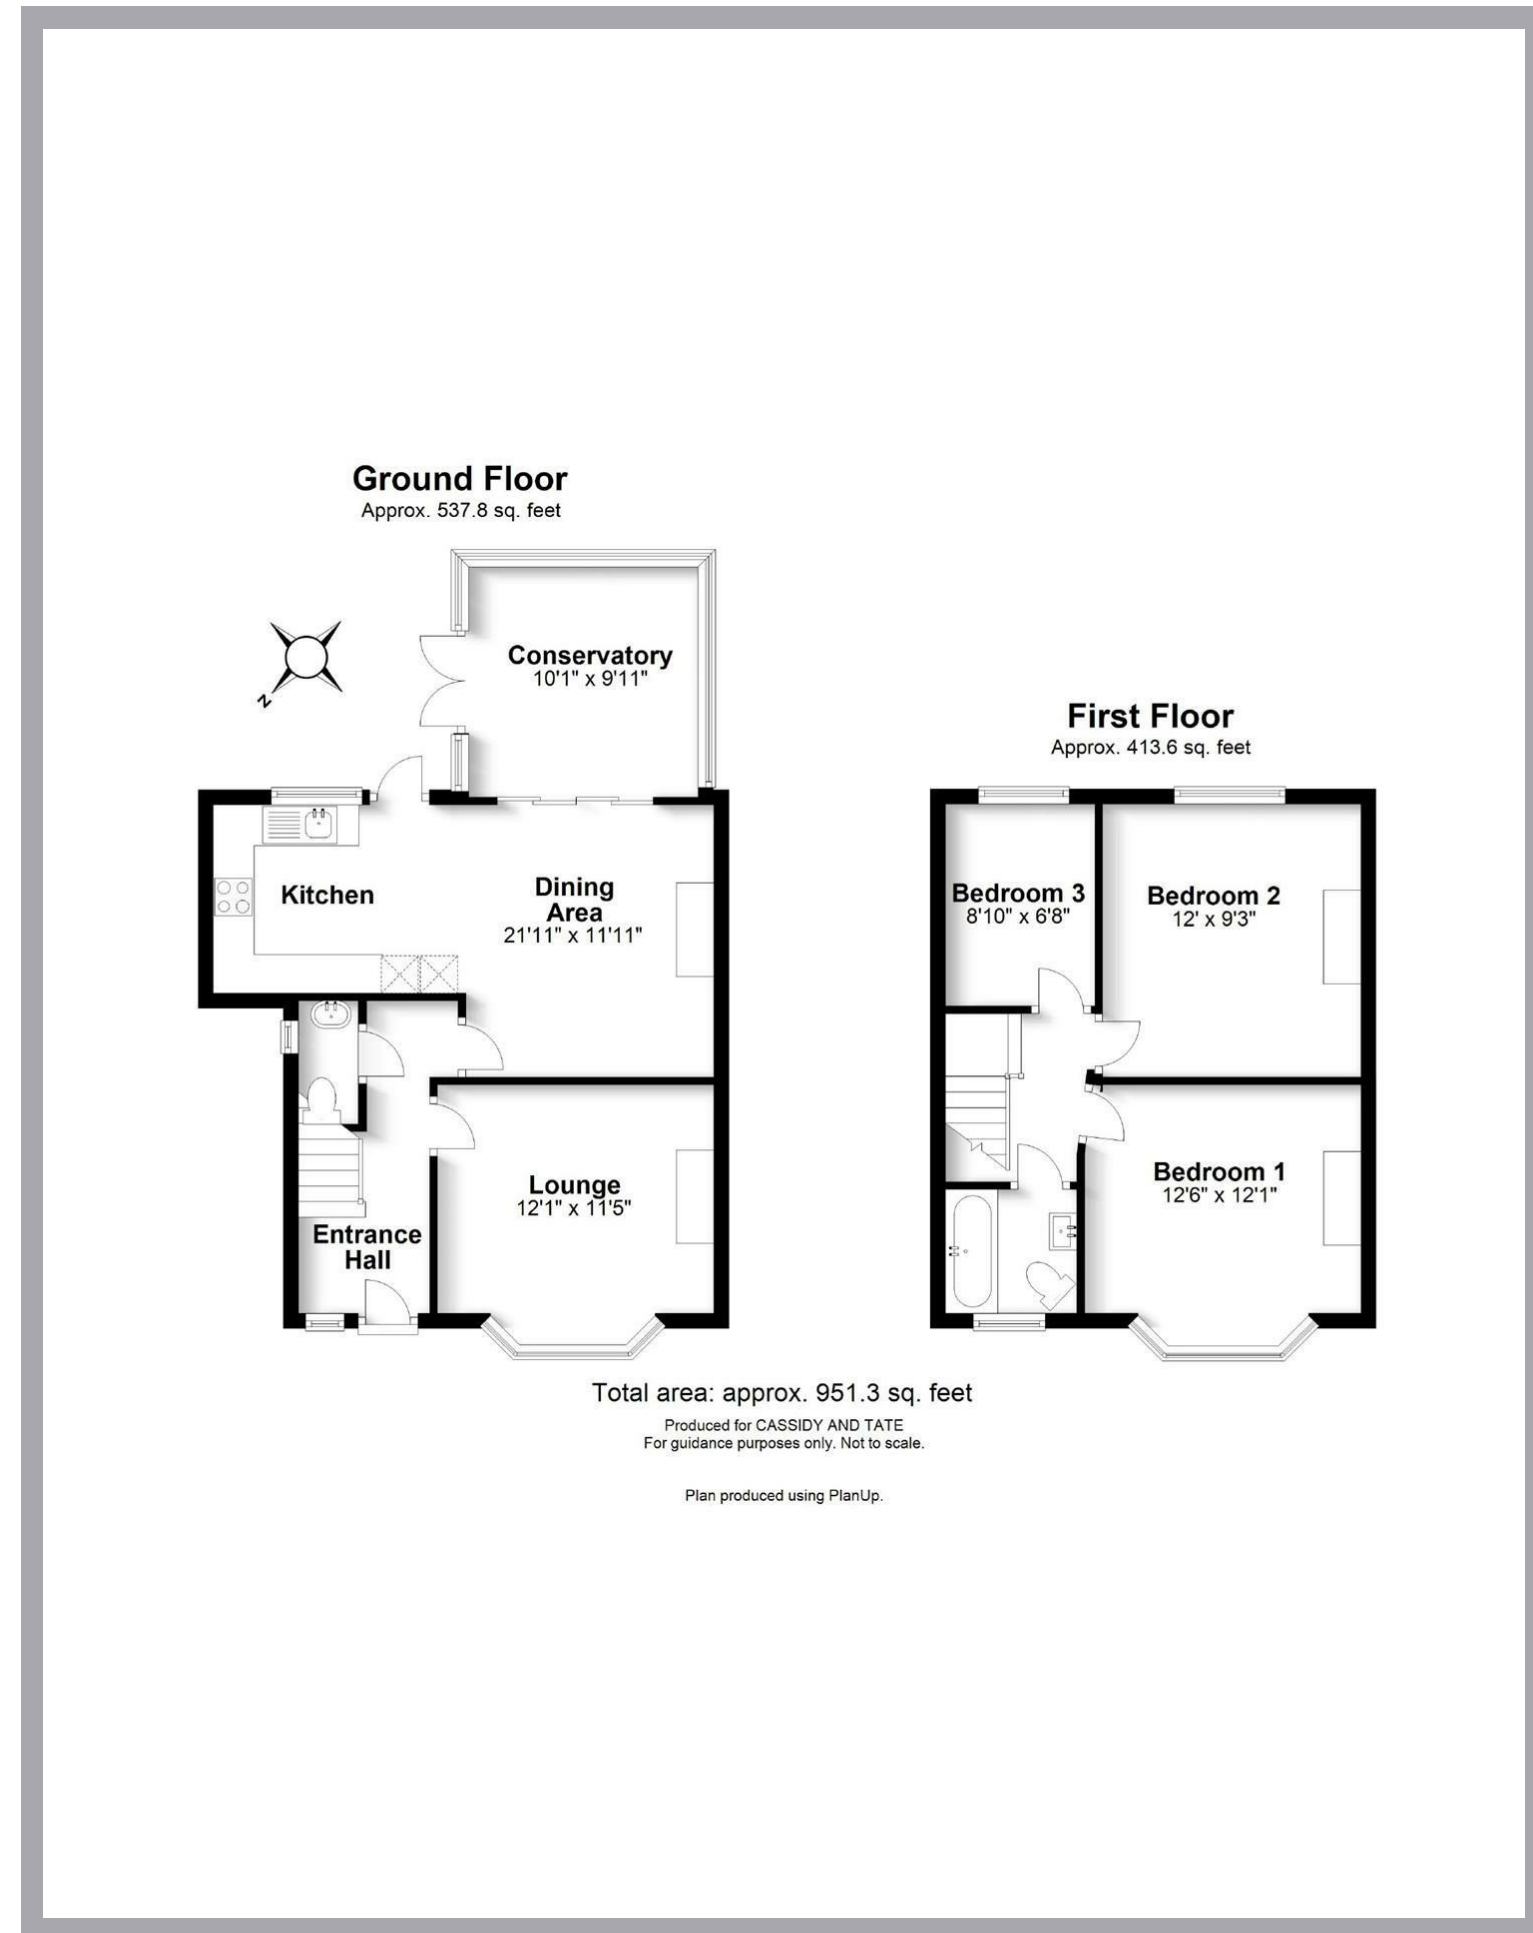 Ground Floor
Approx. 537.8 sq. feet
N
Conservatory
10'1" x 9'11"
Kitchen
Dining
Area
21'11" x 11'11"
Lounge
12'1" x 11'5"
Entrance
Hall
First Floor
Approx. 413.6 sq. feet
Bedroom 3
8'10" x 6'8"
Bedroom 2
12' x 9'3"
Bedroom 1
12'6" x 12'1"
Total area: approx. 951.3 sq. feet
Produced for CASSIDY AND TATE
For guidance purposes only. Not to scale.
Plan produced using PlanUp.